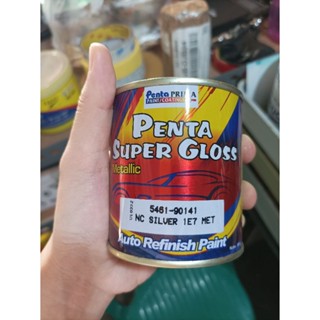 Penta PRIMA
PENTA
SUPER GLOSS
Metallic
5461-90141
NC SILVER 1E7 MET
Auto Refinish Paint